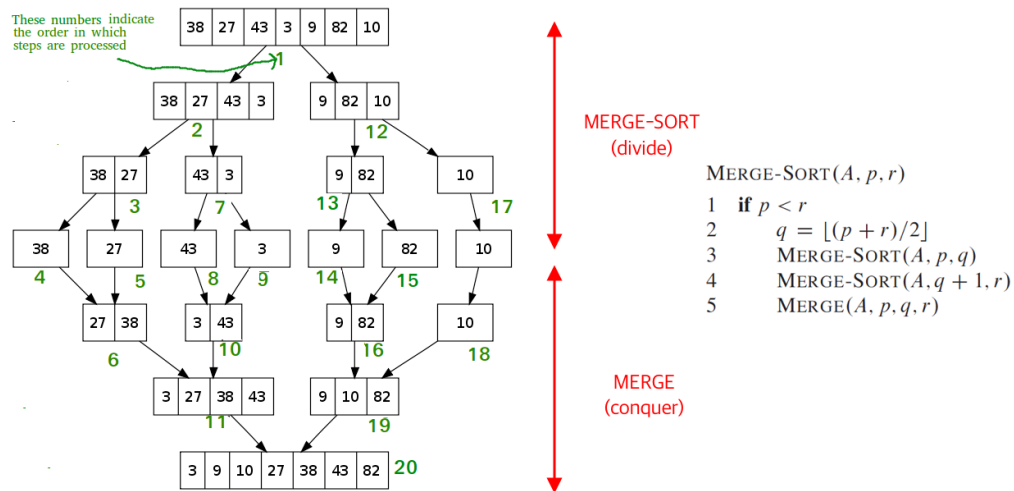 These numbers indicate
the order in which
steps are processed
38 27 43 3 9 82 10
1
38 27 43 3
9 82 10
2
12
38 27
43 3
9 82
10
3
7
13
17
38
27
43
3
9
82
10
4
5
8
9
14
15
27 38
3 43
9 82
10
6
10
16
18
3 27 38 43
9 10 82
11
19
3 9 10 27 38 43 82
20
MERGE-SORT
(divide)
MERGE
(conquer)
MERGE-SORT(A, p, r)
1 if p < r
2 q = ⌊(p + r)/2⌋
3 MERGE-SORT(A, p, q)
4 MERGE-SORT(A, q + 1, r)
5 MERGE(A, p, q, r)